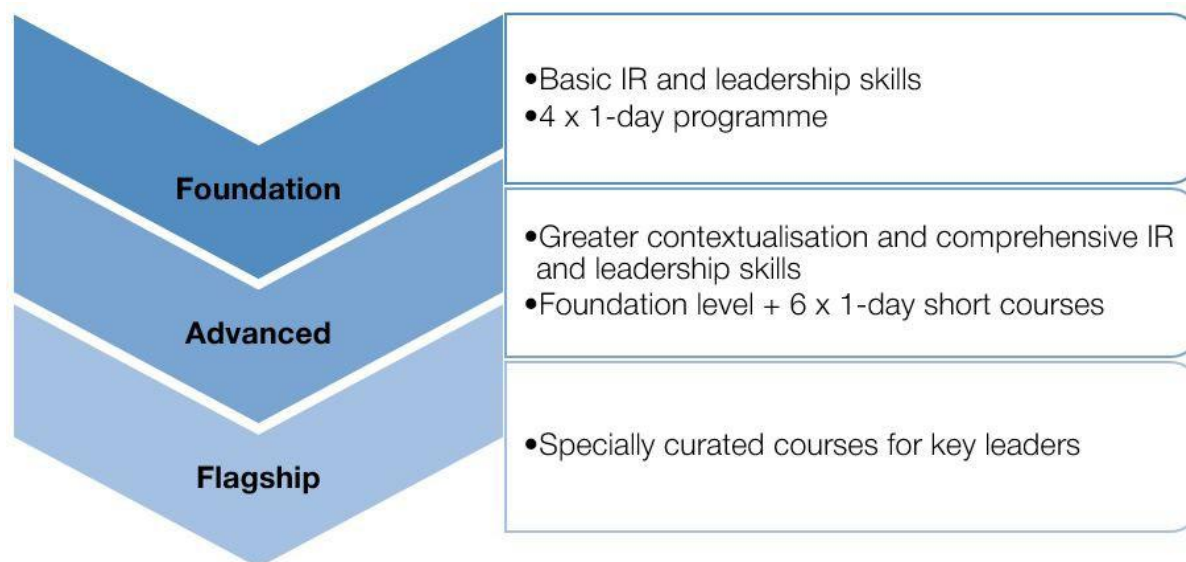 Foundation
•Basic IR and leadership skills
•4 x 1-day programme
Advanced
•Greater contextualisation and comprehensive IR
and leadership skills
•Foundation level + 6 x 1-day short courses
Flagship
•Specially curated courses for key leaders